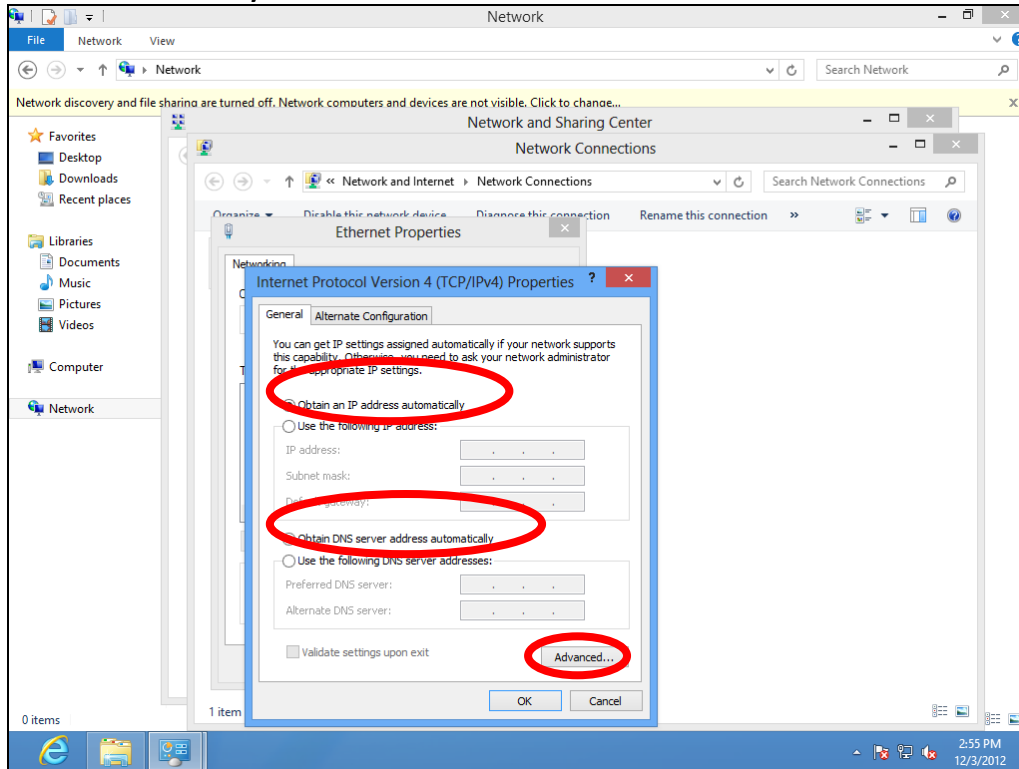 Network
File Network View
Network
Search Network
Network discovery and file sharing are turned off. Network computers and devices are not visible. Click to change...
x
Favorites
Desktop
Downloads
Recent places
Libraries
Documents
Music
Pictures
Videos
Computer
Network
Network and Sharing Center
Network Connections
« Network and Internet Network Connections
Search Network Connections
Organize Disable this network device Diagnose this connection Rename this connection »
Ethernet Properties
Networking
Internet Protocol Version 4 (TCP/IPv4) Properties ?
General Alternate Configuration
You can get IP settings assigned automatically if your network supports
this capability. Otherwise, you need to ask your network administrator
for the appropriate IP settings.
Obtain an IP address automatically
Use the following IP address:
IP address: . . .
Subnet mask: . . .
Default gateway: . . .
Obtain DNS server address automatically
Use the following DNS server addresses:
Preferred DNS server: . . .
Alternate DNS server: . . .
Validate settings upon exit
Advanced...
OK Cancel
1 item
0 items
2:55 PM
12/3/2012